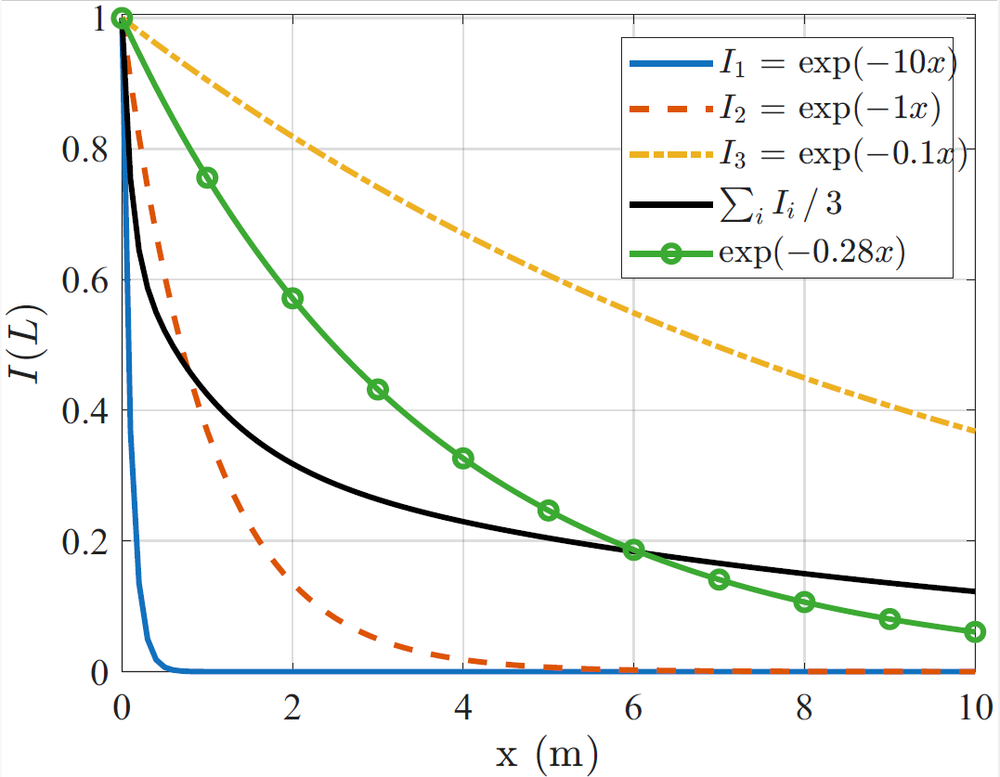 1
0.8
0.6
0.4
0.2
0
I(L)
I₁ = exp(−10x)
I₂ = exp(−1x)
I₃ = exp(−0.1x)
∑ᵢ Iᵢ / 3
exp(−0.28x)
0 2 4 6 8 10
x (m)